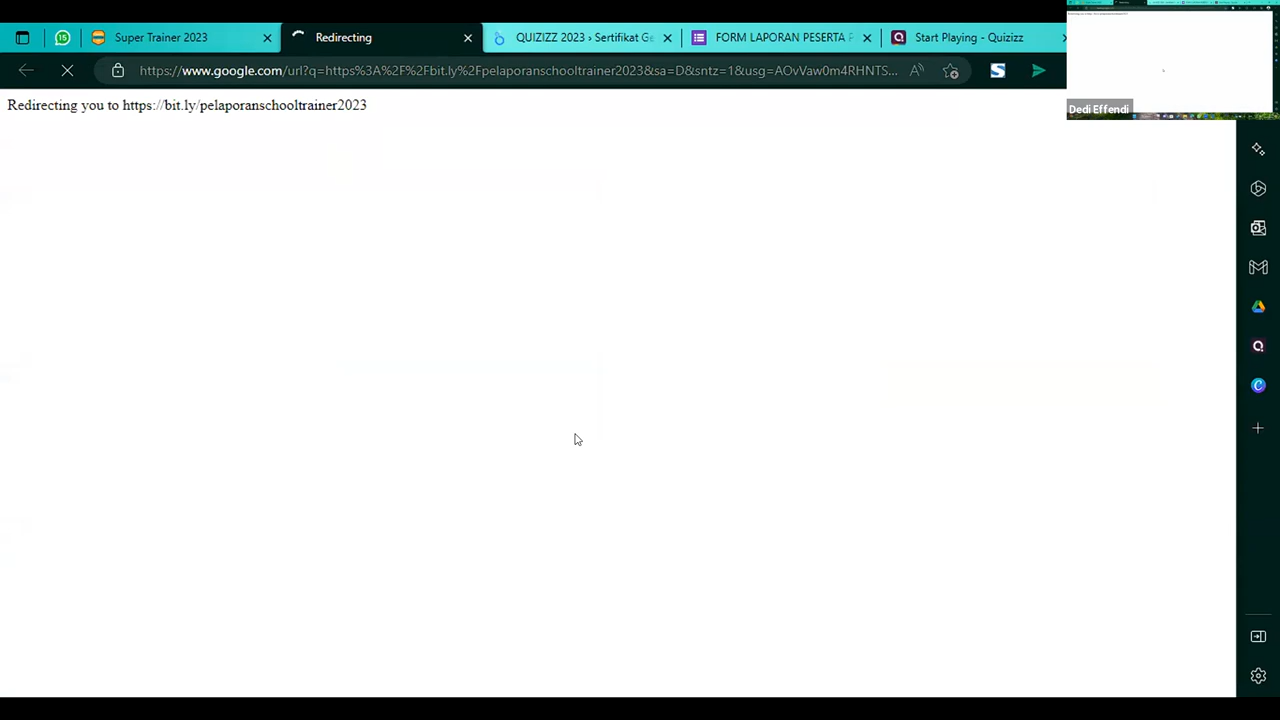 15
Super Trainer 2023
Redirecting
QUIZIZZ 2023 › Sertifikat Ge
FORM LAPORAN PESERTA P
Start Playing - Quizizz
https://www.google.com/url?q=https%3A%2F%2Fbit.ly%2Fpelaporanschooltrainer2023&sa=D&sntz=1&usg=AOvVaw0m4RHNTS...
Redirecting you to https://bit.ly/pelaporanschooltrainer2023
Dedi Effendi